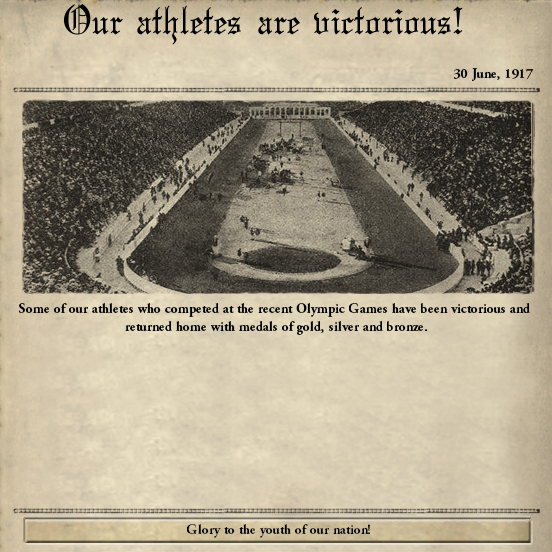 Our athletes are victorious!
30 June, 1917
Some of our athletes who competed at the recent Olympic Games have been victorious and
returned home with medals of gold, silver and bronze.
Glory to the youth of our nation!